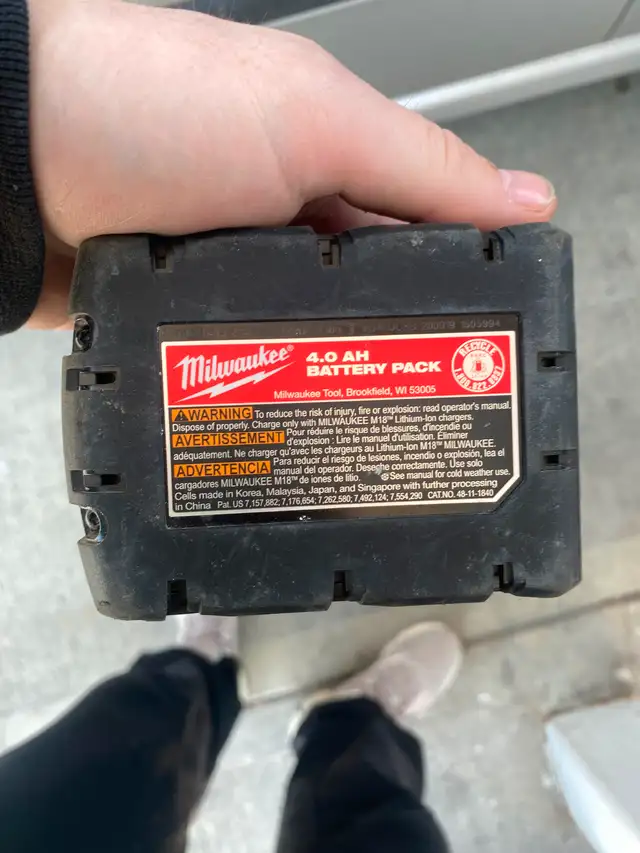 Milwaukee®
4.0 AH
BATTERY PACK
Milwaukee Tool, Brookfield, WI 53005
RECYCLE
1.800.822.8837
WARNING To reduce the risk of injury, fire or explosion: read operator's manual.
Dispose of properly. Charge only with MILWAUKEE M18™ Lithium-Ion chargers.
AVERTISSEMENT Pour réduire le risque de blessures, d'incendie ou
d'explosion : Lire le manuel d'utilisation. Eliminer
adéquatement. Ne charger qu'avec les chargeurs au Lithium-Ion M18™ MILWAUKEE.
ADVERTENCIA Para reducir el riesgo de lesiones, incendio o explosión, lea el
manual del operador. Deseche correctamente. Use solo
cargadores MILWAUKEE M18™ de iones de litio. See manual for cold weather use.
Cells made in Korea, Malaysia, Japan, and Singapore with further processing
in China Pat. US 7,157,882; 7,176,654; 7,262,580; 7,492,124; 7,554,290 CAT.NO. 48-11-1840